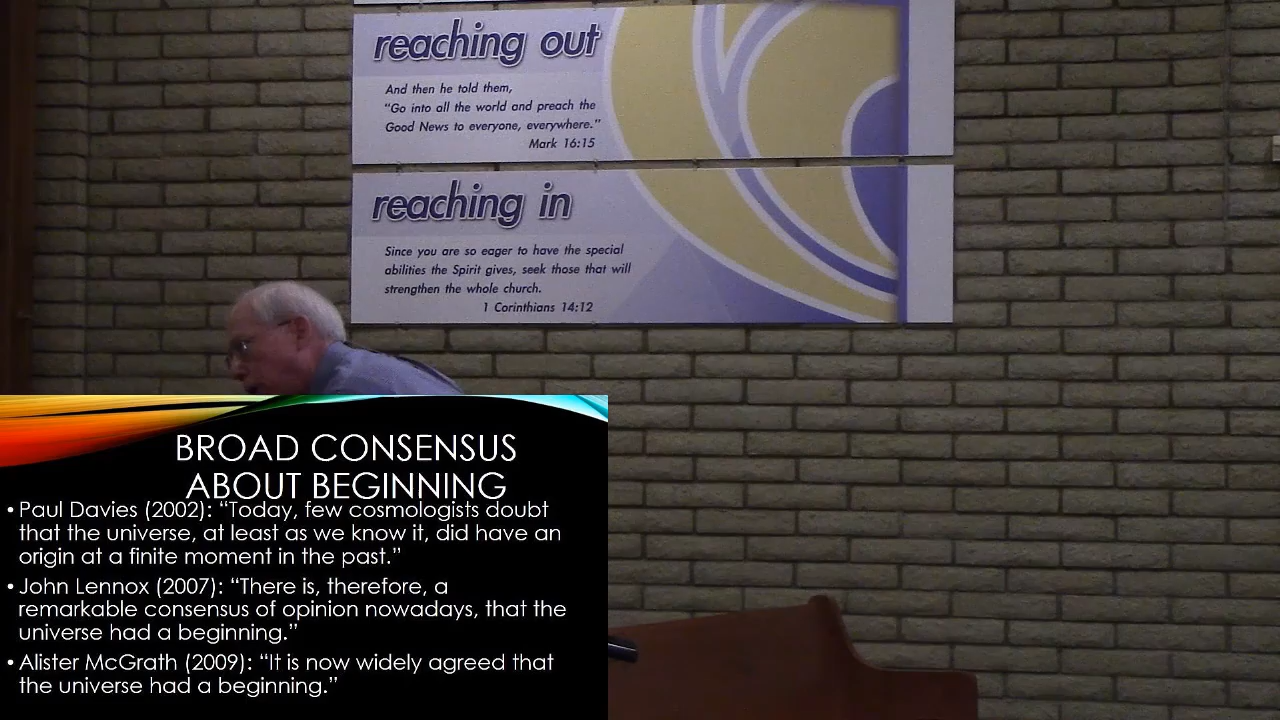 reaching out
And then he told them,
“Go into all the world and preach the
Good News to everyone, everywhere.”
Mark 16:15
reaching in
Since you are so eager to have the special
abilities the Spirit gives, seek those that will
strengthen the whole church.
1 Corinthians 14:12
BROAD CONSENSUS
ABOUT BEGINNING
• Paul Davies (2002): “Today, few cosmologists doubt
that the universe, at least as we know it, did have an
origin at a finite moment in the past.”
• John Lennox (2007): “There is, therefore, a
remarkable consensus of opinion nowadays, that the
universe had a beginning.”
• Alister McGrath (2009): “It is now widely agreed that
the universe had a beginning.”